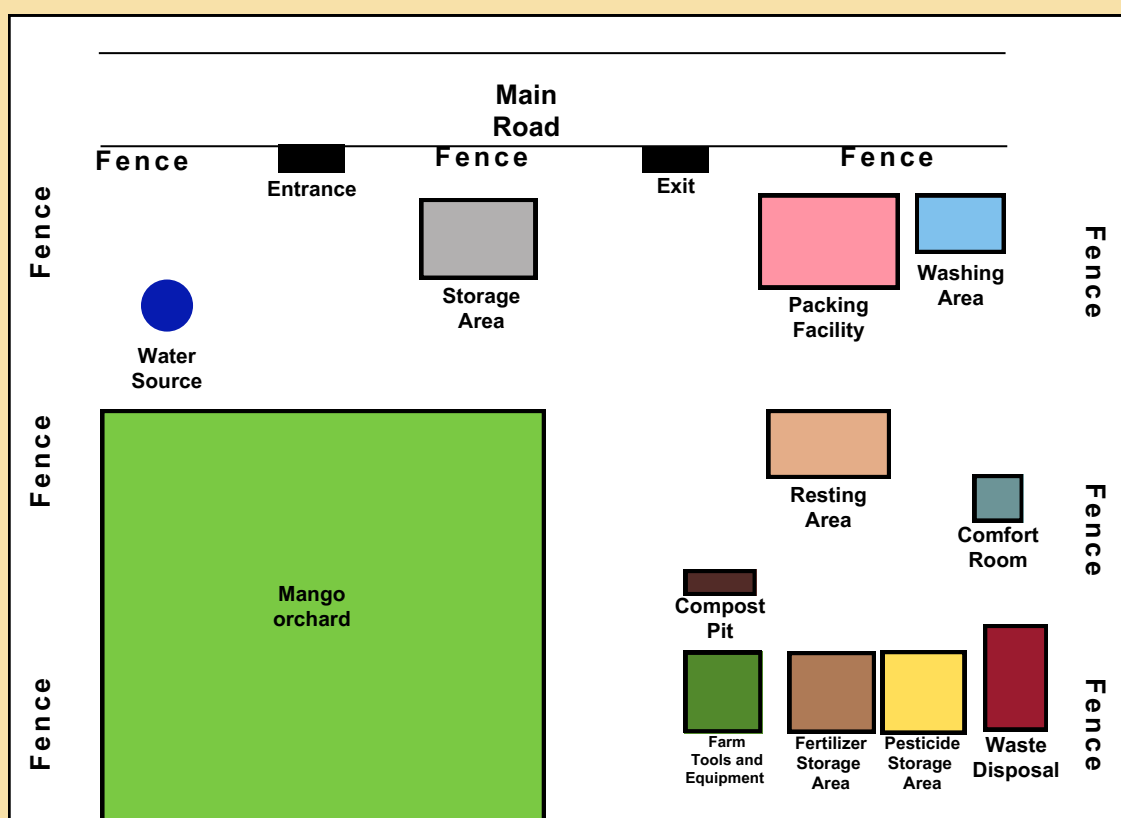 Main
Road
Fence
Fence
Fence
Entrance
Exit
Fence
Fence
Storage
Area
Packing
Facility
Washing
Area
Water
Source
Fence
Resting
Area
Comfort
Room
Fence
Mango
orchard
Compost
Pit
Fence
Fence
Farm
Tools and
Equipment
Fertilizer
Storage
Area
Pesticide
Storage
Area
Waste
Disposal